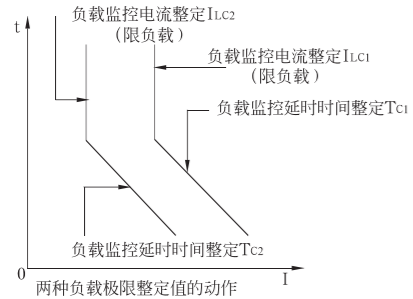 t
负载监控电流整定ILC2
（限负载）
负载监控电流整定ILC1
（限负载）
负载监控延时时间整定TC1
负载监控延时时间整定TC2
0
I
两种负载极限整定值的动作